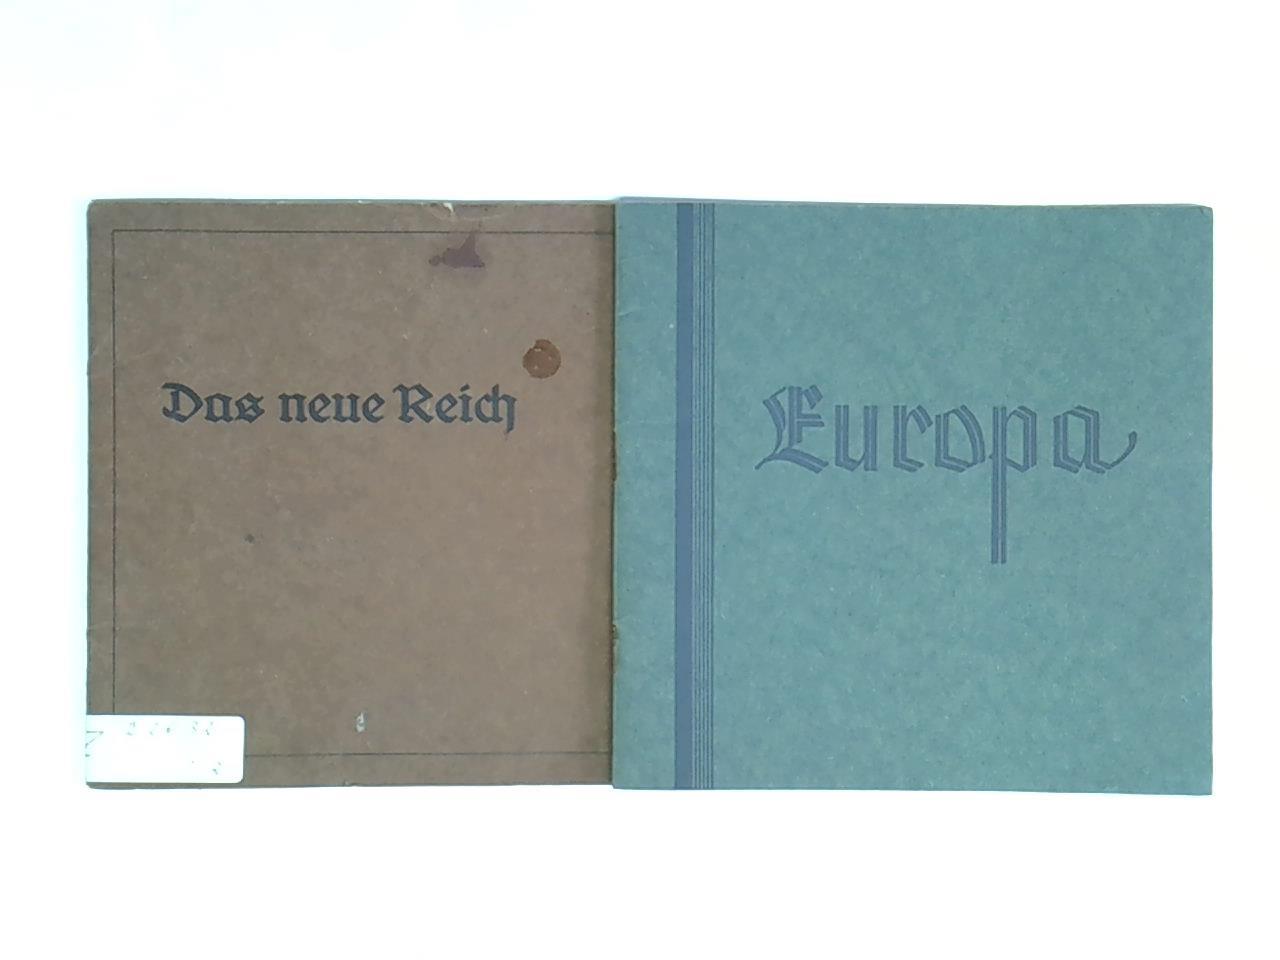 Das neue Reich
Europa